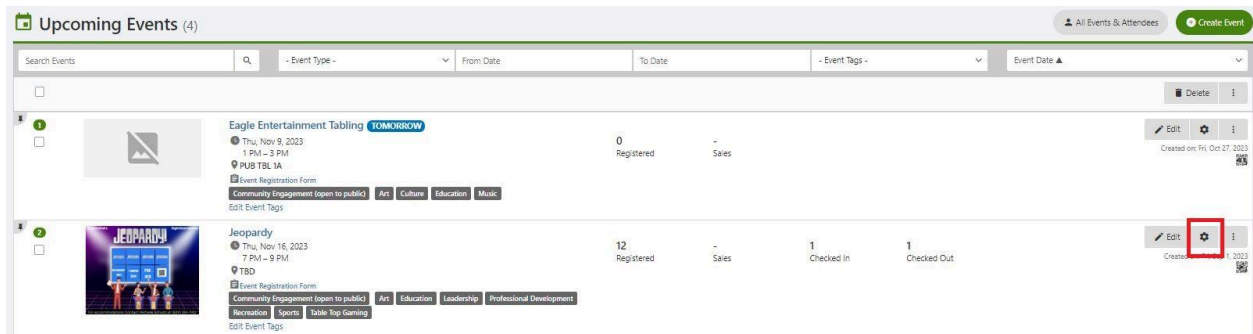 Upcoming Events (4)
All Events & Attendees
Create Event
Search Events
- Event Type -
From Date
To Date
- Event Tags -
Event Date ▲
Delete
1
Eagle Entertainment Tabling TOMORROW
Thu, Nov 9, 2023
1 PM – 3 PM
PUB TBL 1A
Event Registration Form
Community Engagement (open to public) Art Culture Education Music
Edit Event Tags
0
Registered
-
Sales
Edit
Created on: Fri, Oct 27, 2023
2
JEOPARDY!
Jeopardy
Thu, Nov 16, 2023
7 PM – 9 PM
TBD
Event Registration Form
Community Engagement (open to public) Art Education Leadership Professional Development
Recreation Sports Table Top Gaming
Edit Event Tags
12
Registered
-
Sales
1
Checked In
1
Checked Out
Edit
Created 1, 2023